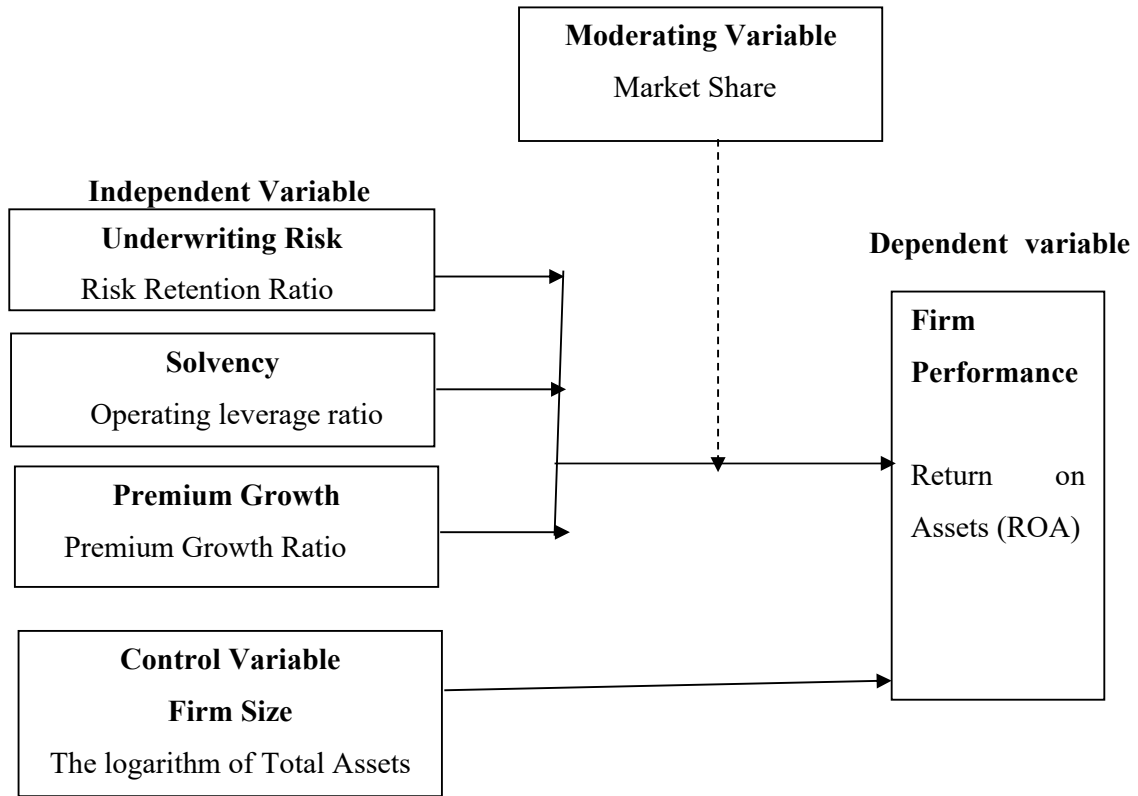 Moderating Variable
Market Share
Independent Variable
Underwriting Risk
Risk Retention Ratio
Solvency
Operating leverage ratio
Premium Growth
Premium Growth Ratio
Control Variable
Firm Size
The logarithm of Total Assets
Dependent variable
Firm
Performance
Return on
Assets (ROA)